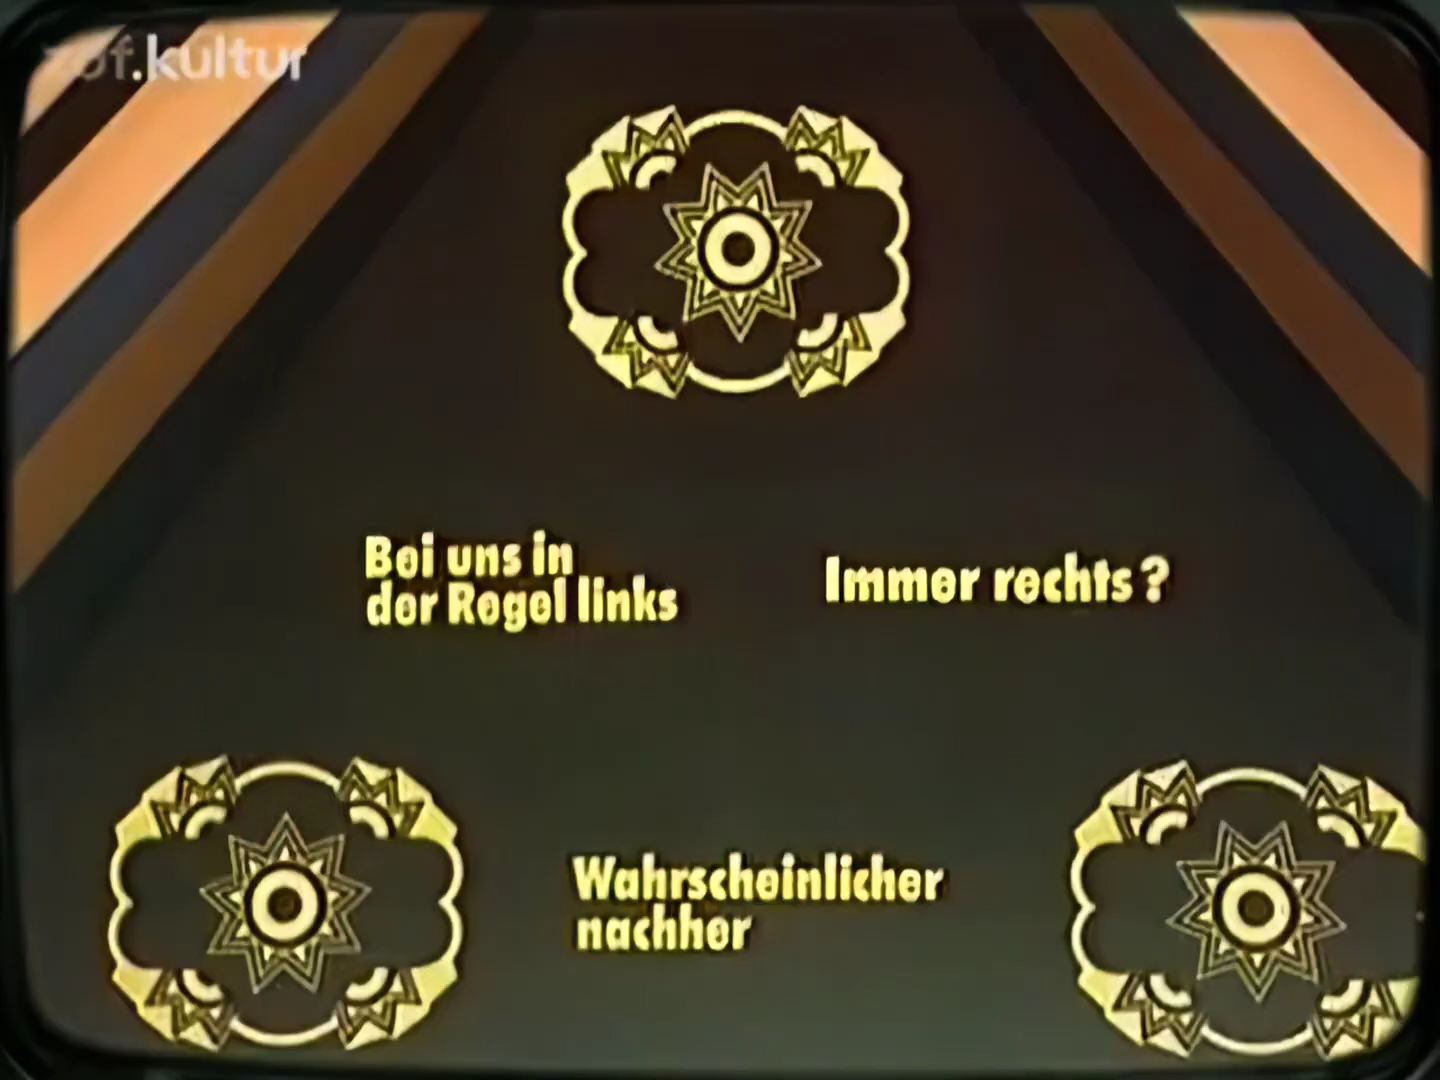 zdf.kultur
Bei uns in
der Regel links
Immer rechts?
Wahrscheinlicher
nachher